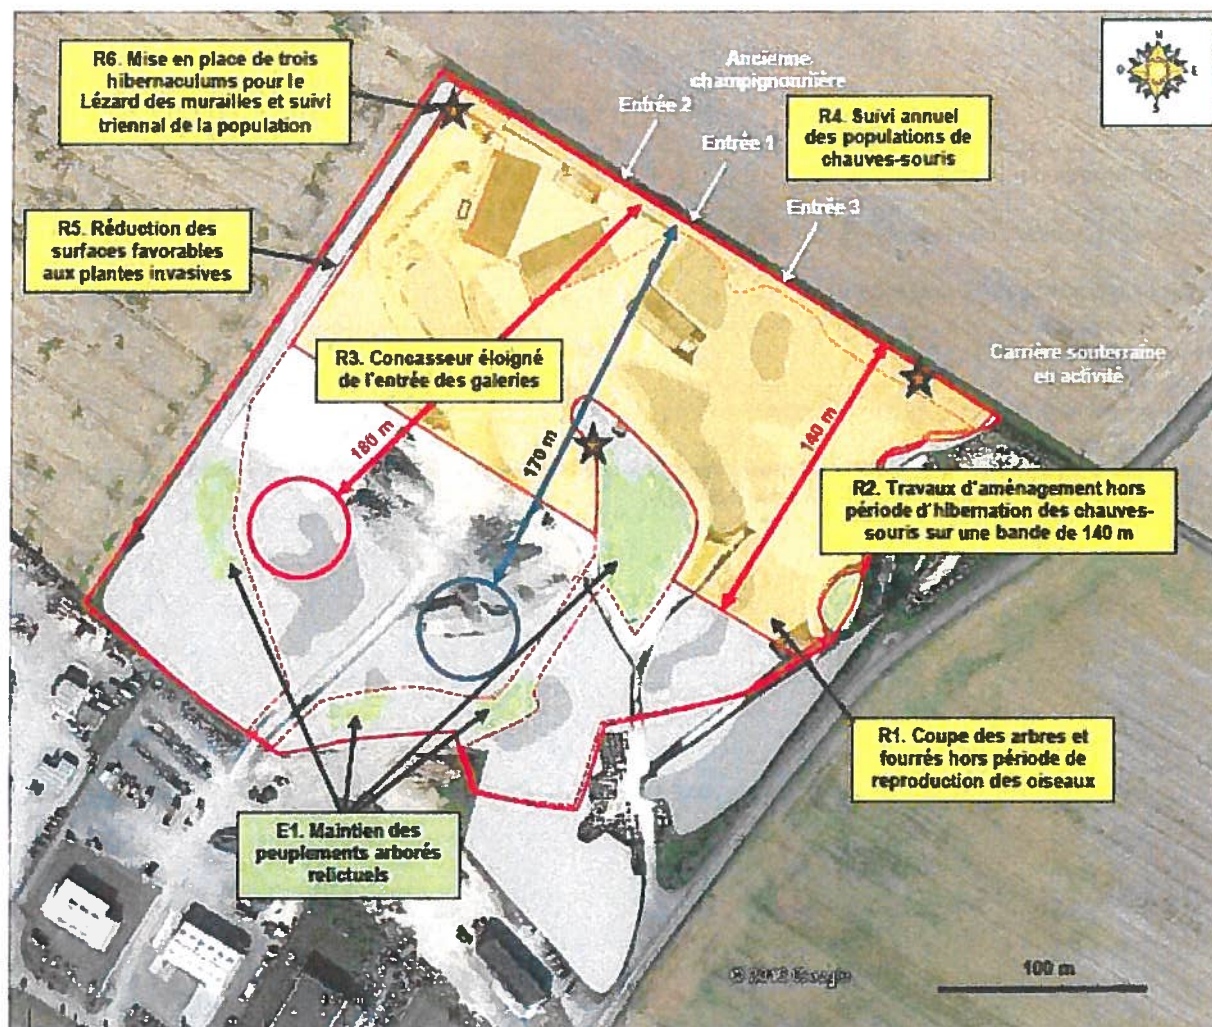 R6. Mise en place de trois
hibernaculums pour le
Lézard des murailles et suivi
triennal de la population
Ancienne
champignonnière
Entrée 2
Entrée 1
Entrée 3
R4. Suivi annuel
des populations de
chauves-souris
N
O
E
S
R5. Réduction des
surfaces favorables
aux plantes invasives
R3. Concasseur éloigné
de l'entrée des galeries
Carrière souterraine
en activité
180 m
170 m
140 m
R2. Travaux d'aménagement hors
période d'hibernation des chauves-
souris sur une bande de 140 m
R1. Coupe des arbres et
fourrés hors période de
reproduction des oiseaux
E1. Maintien des
peuplements arborés
relictuels
Google
100 m